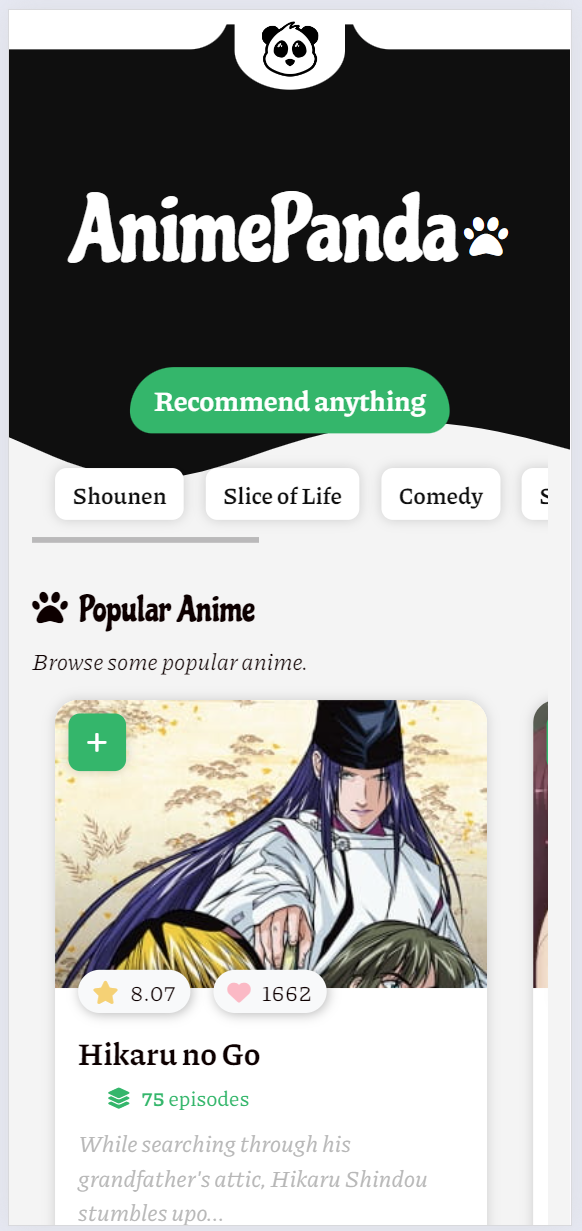 AnimePanda
Recommend anything
Shounen
Slice of Life
Comedy
S
Popular Anime
Browse some popular anime.
+
8.07
1662
Hikaru no Go
75 episodes
While searching through his
grandfather's attic, Hikaru Shindou
stumbles upo...